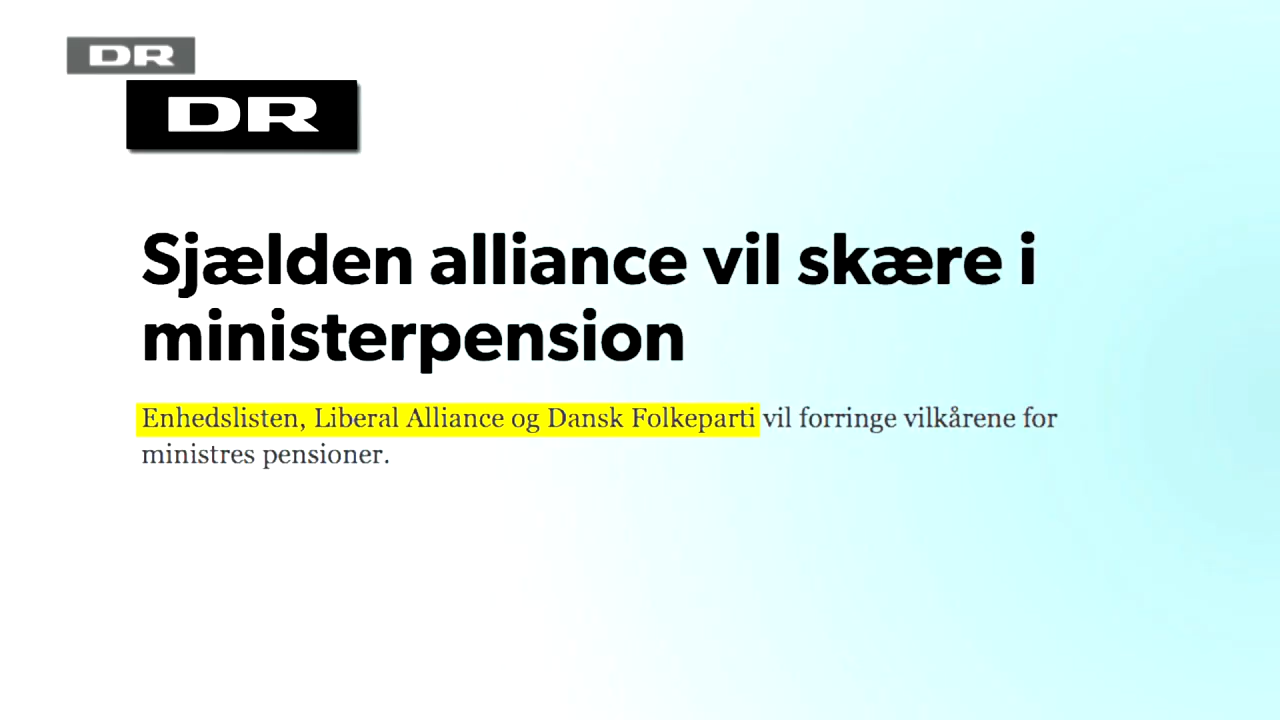 DR
DR
Sjælden alliance vil skære i
ministerpension
Enhedslisten, Liberal Alliance og Dansk Folkeparti vil forringe vilkårene for
ministres pensioner.